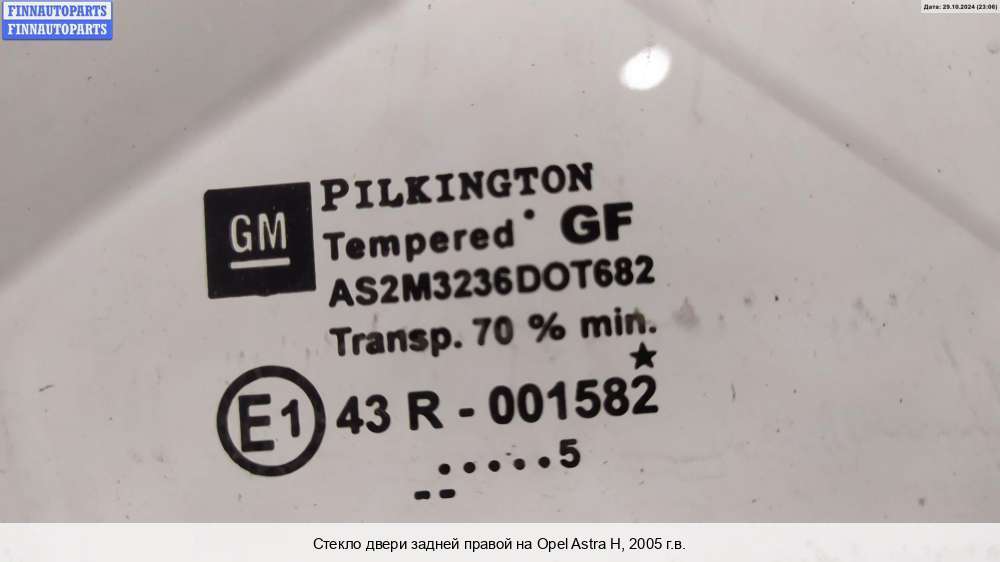 FINNAUTOPARTS
FINNAUTOPARTS
Дата: 29.10.2024 (23:06)
PILKINGTON
GM
Tempered GF
AS2M3236DOT682
Transp. 70 % min.
★
E1 43 R - 001582
.....5
--
Стекло двери задней правой на Opel Astra H, 2005 г.в.